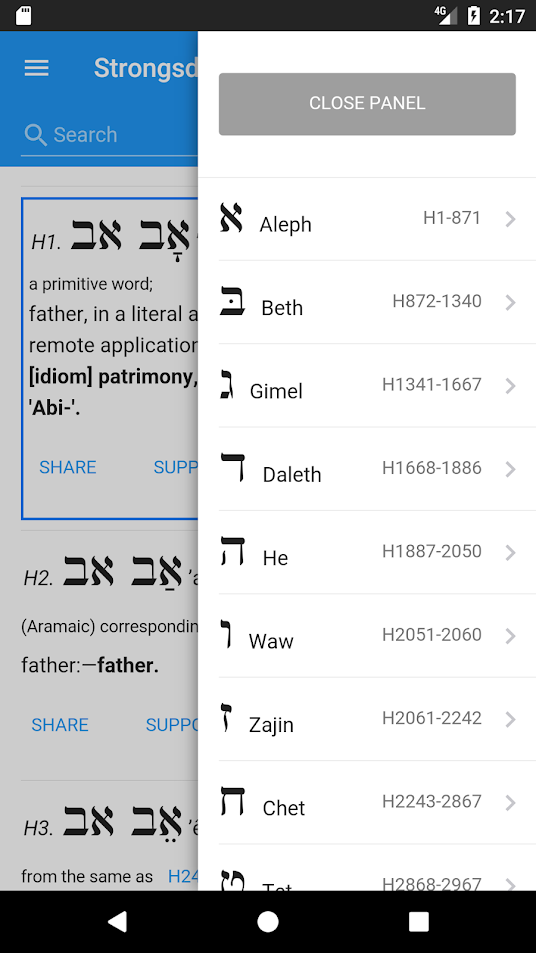 4G 2:17
Strongsd
Search
H1. אָב אב
a primitive word;
father, in a literal a
remote application
[idiom] patrimony,
'Abi-'.
SHARE SUPP
H2. אַב אב ʼa
(Aramaic) correspondin
father:—father.
SHARE SUPPO
H3. אֵב אב ʼê
from the same as H24
CLOSE PANEL
א Aleph H1-871
בּ Beth H872-1340
ג Gimel H1341-1667
ד Daleth H1668-1886
ה He H1887-2050
ו Waw H2051-2060
ז Zajin H2061-2242
ח Chet H2243-2867
ט Tet H2868-2967